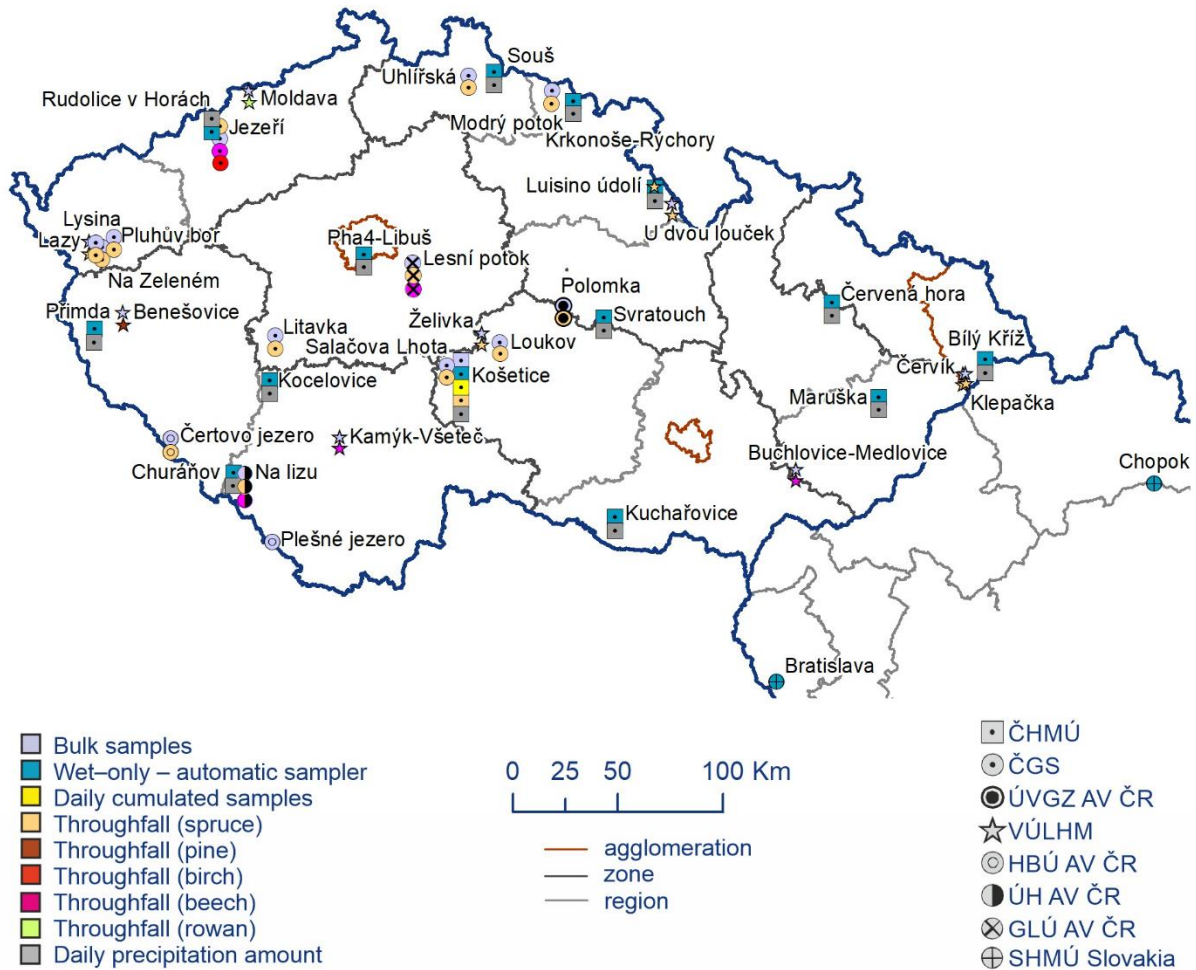 Souš
Uhlířská
Rudolice v Horách
Moldava
Jezeří
Modrý potok
Krkonoše-Rýchory
Luisino údolí
Lysina
Lazy
Pluhův bor
U dvou louček
Pha4-Libuš
Lesní potok
Na Zeleném
Polomka
Přimda
Benešovice
Červená hora
Litavka
Želivka
Svratouch
Salačova Lhota
Loukov
Bílý Kříž
Kocelovice
Košetice
Červík
Maruška
Klepačka
Čertovo jezero
Kamýk-Všeteč
Buchlovice-Medlovice
Churáňov
Na lizu
Chopok
Kuchařovice
Plešné jezero
Bratislava
Bulk samples
Wet–only – automatic sampler
Daily cumulated samples
Throughfall (spruce)
Throughfall (pine)
Throughfall (birch)
Throughfall (beech)
Throughfall (rowan)
Daily precipitation amount
0 25 50 100 Km
agglomeration
zone
region
ČHMÚ
ČGS
ÚVGZ AV ČR
VÚLHM
HBÚ AV ČR
ÚH AV ČR
GLÚ AV ČR
SHMÚ Slovakia